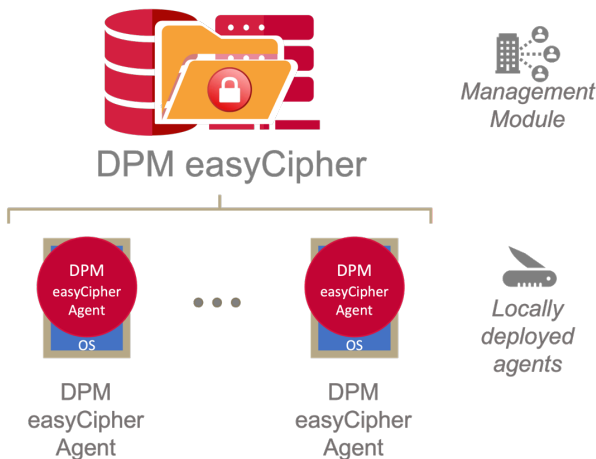 DPM easyCipher
Management
Module
DPM
easyCipher
Agent
OS
DPM
easyCipher
Agent
OS
Locally
deployed
agents
DPM
easyCipher
Agent
DPM
easyCipher
Agent